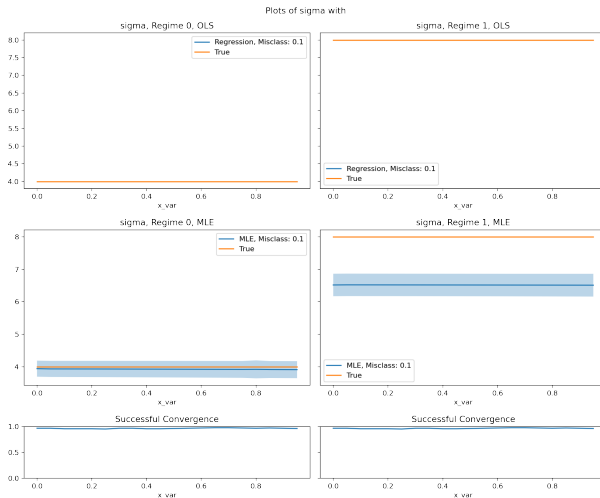 Plots of sigma with
sigma, Regime 0, OLS
sigma, Regime 1, OLS
8.0
7.5
7.0
6.5
6.0
5.5
5.0
4.5
4.0
Regression, Misclass: 0.1
True
Regression, Misclass: 0.1
True
0.0 0.2 0.4 0.6 0.8
x_var
0.0 0.2 0.4 0.6 0.8
x_var
sigma, Regime 0, MLE
sigma, Regime 1, MLE
8
7
6
5
4
MLE, Misclass: 0.1
True
MLE, Misclass: 0.1
True
0.0 0.2 0.4 0.6 0.8
x_var
0.0 0.2 0.4 0.6 0.8
x_var
Successful Convergence
Successful Convergence
1.0
0.5
0.0
0.0 0.2 0.4 0.6 0.8
x_var
0.0 0.2 0.4 0.6 0.8
x_var